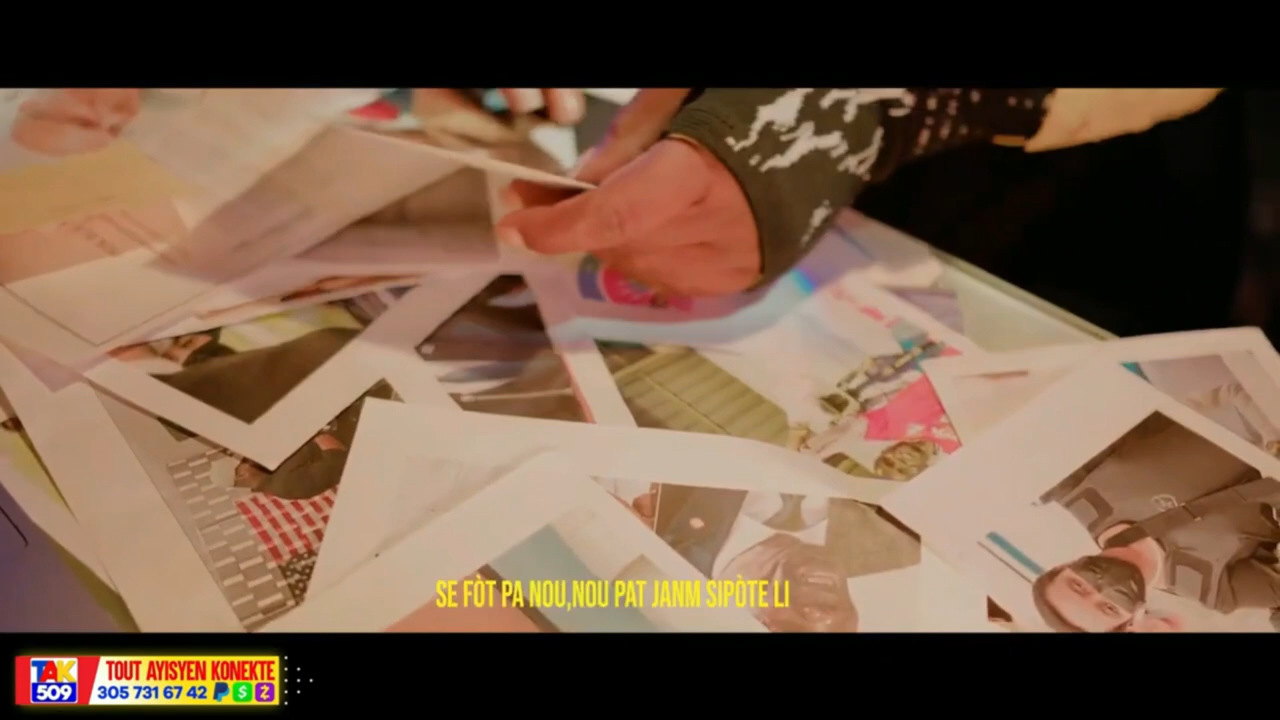 SE FÒT PA NOU,NOU PAT JANM SIPÒTE LI
TAK
509
TOUT AYISYEN KONEKTE
305 731 67 42